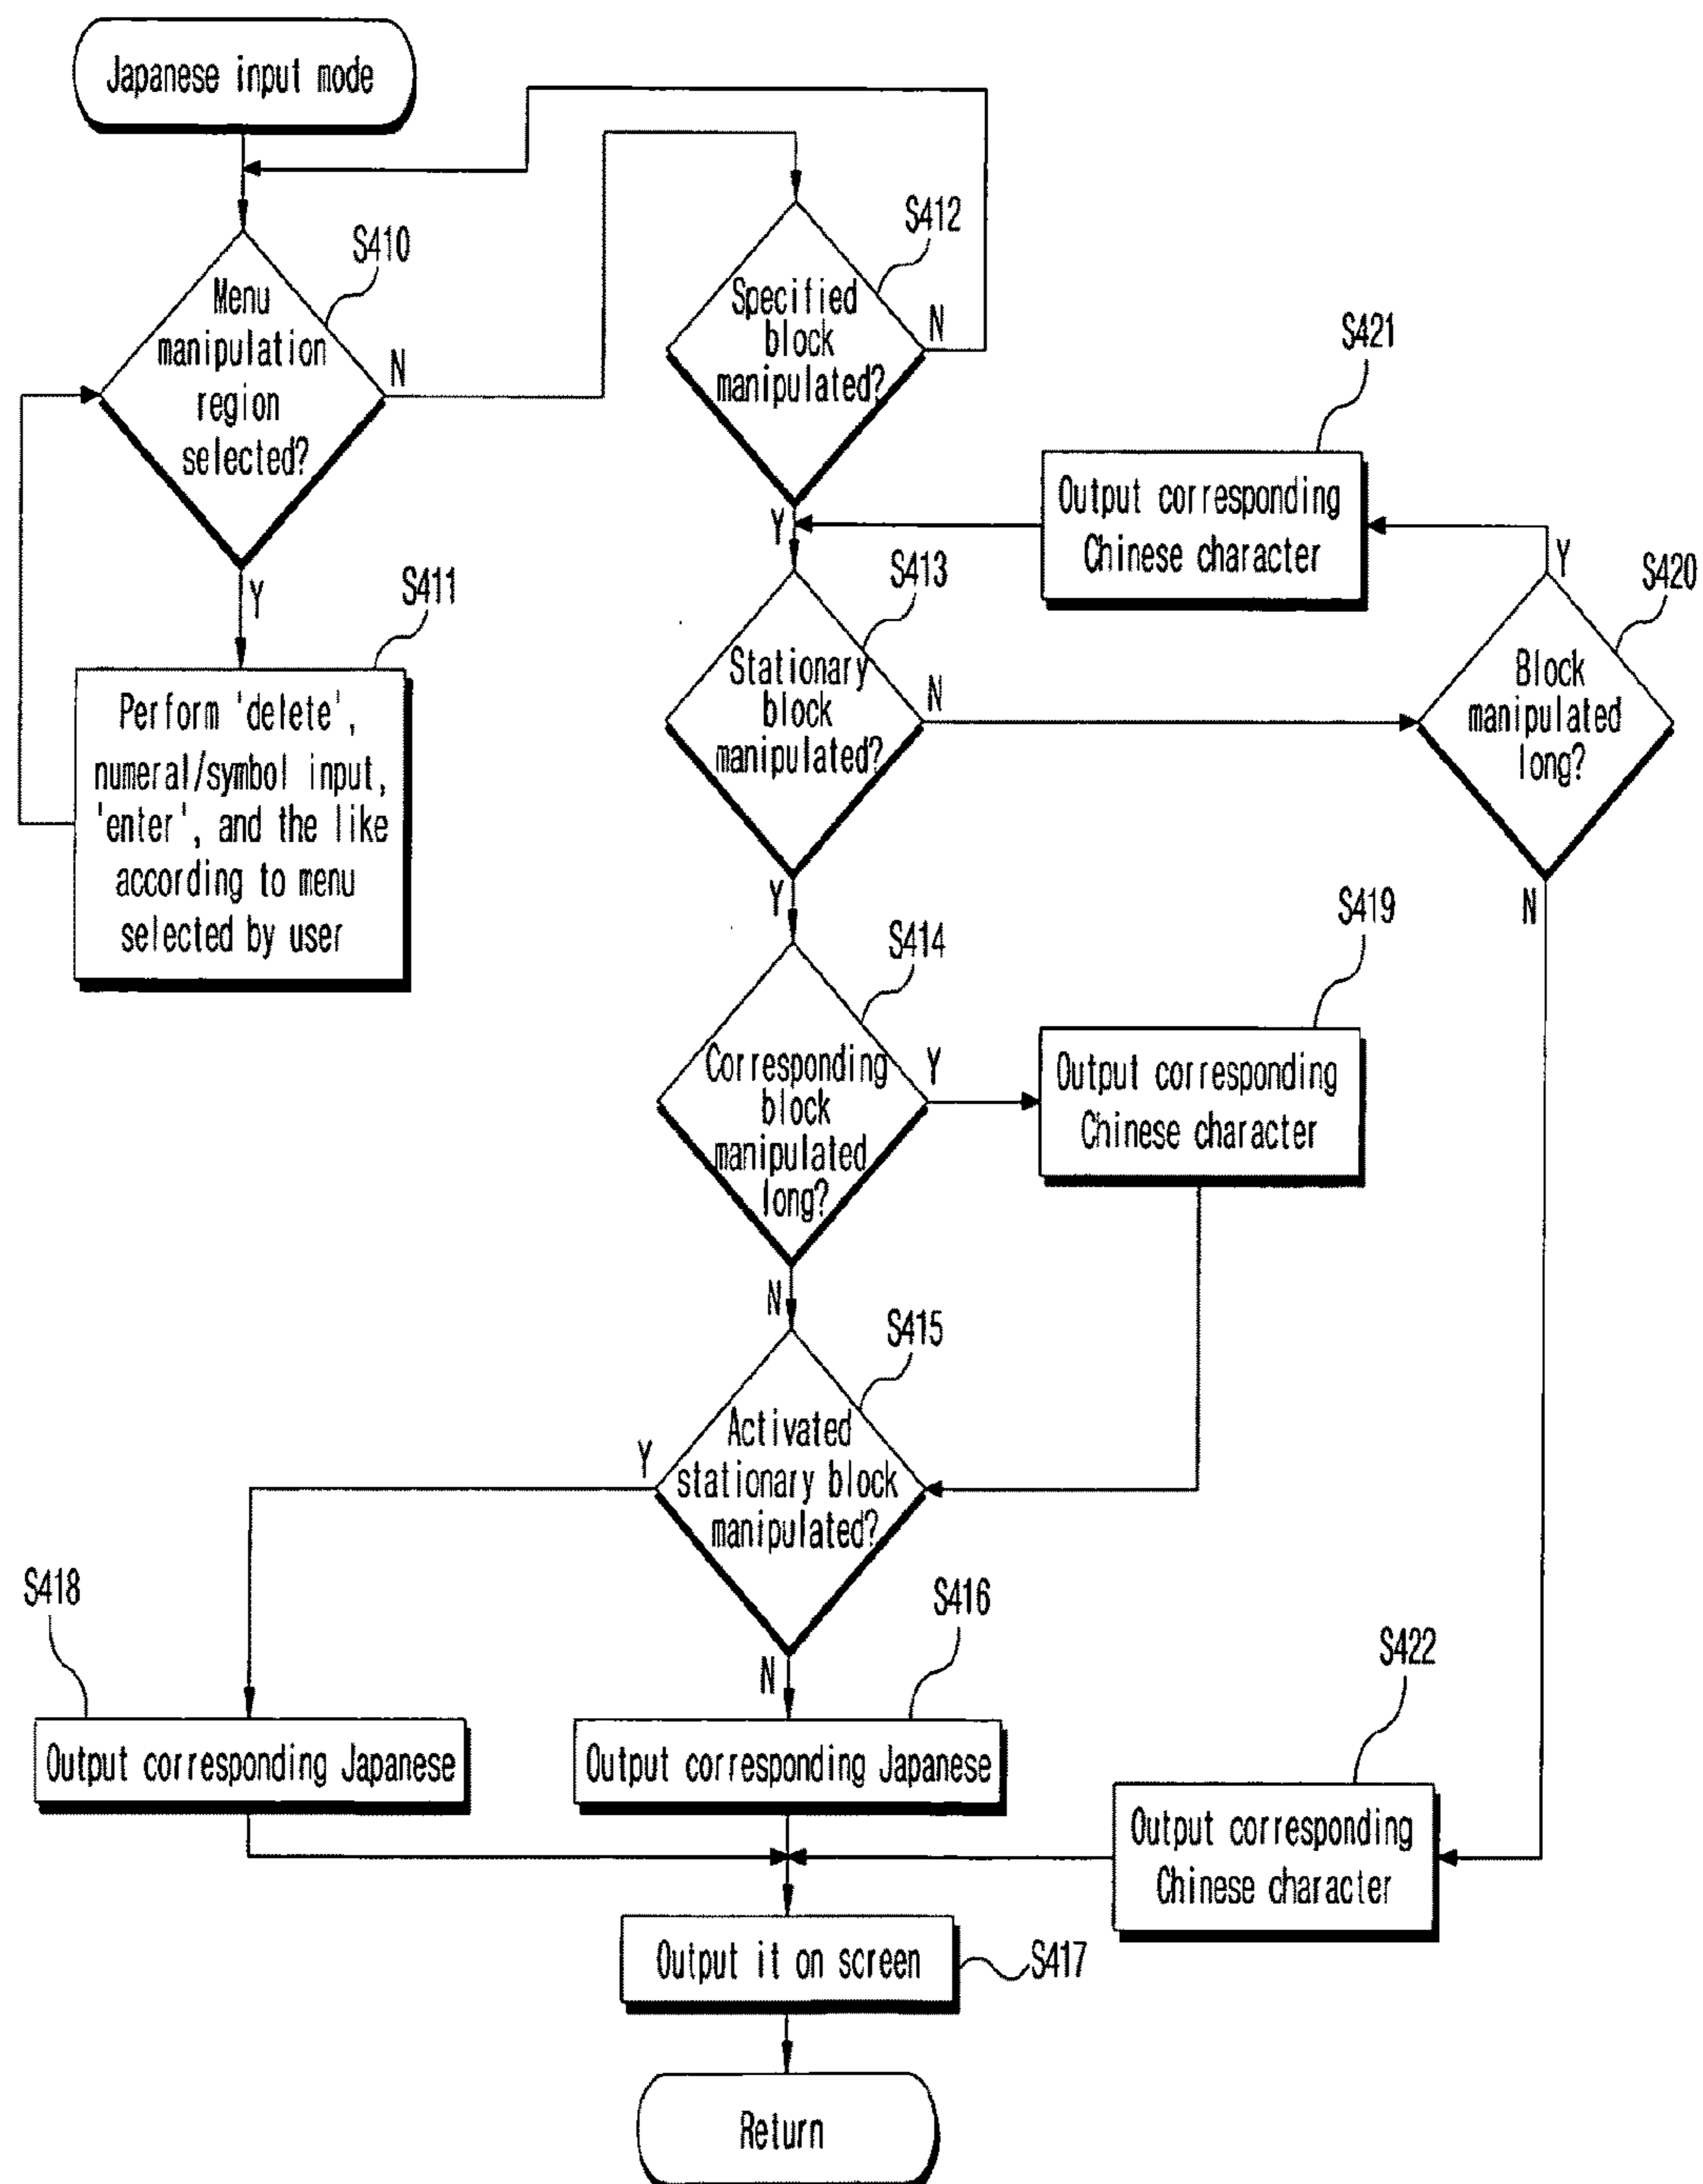 Japanese input mode
S410
Menu
manipulation
region
selected?
N
Y
S411
Perform 'delete',
numeral/symbol input,
'enter', and the like
according to menu
selected by user
S412
Specified
block
manipulated?
N
Y
S421
Output corresponding
Chinese character
Y
S420
Block
manipulated
long?
N
S413
Stationary
block
manipulated?
N
Y
S414
Corresponding
block
manipulated
long?
Y
N
S419
Output corresponding
Chinese character
S415
Activated
stationary block
manipulated?
Y
N
S418
Output corresponding Japanese
S416
Output corresponding Japanese
S422
Output corresponding
Chinese character
Output it on screen
S417
Return